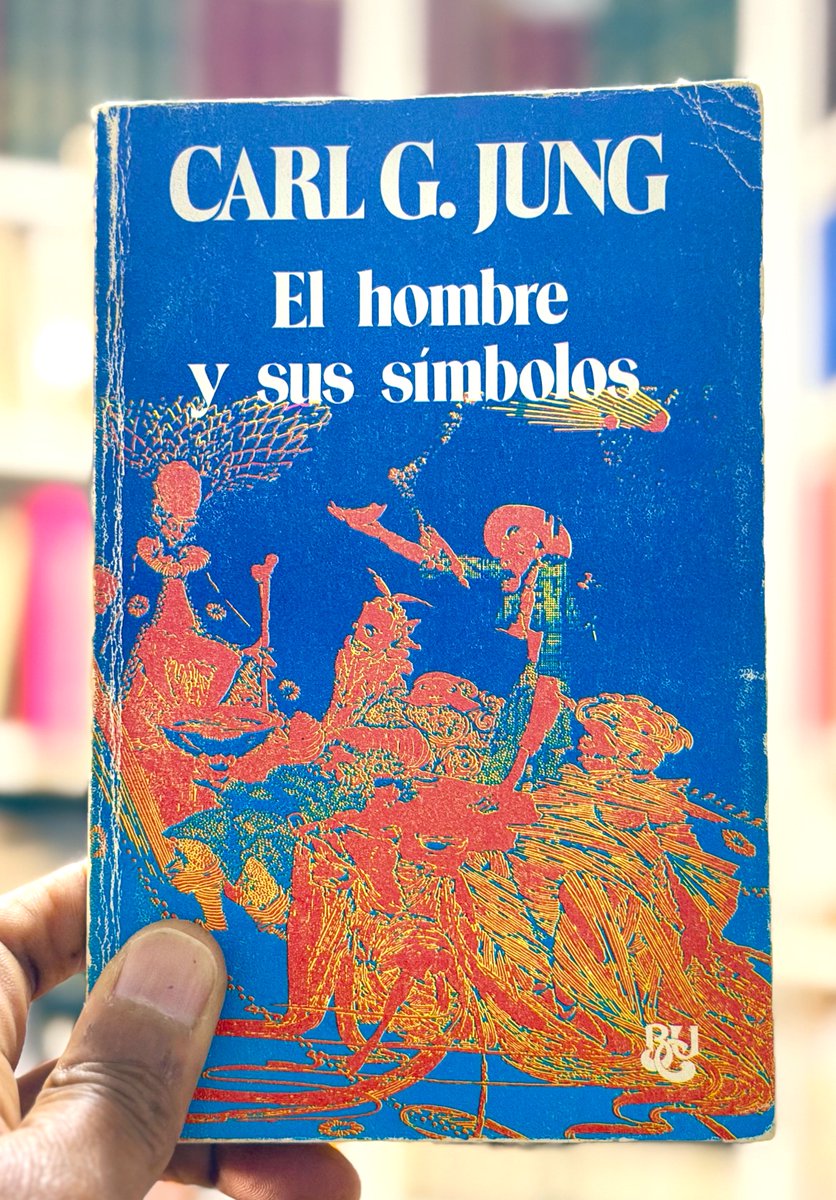 CARL G. JUNG
El hombre
y sus símbolos